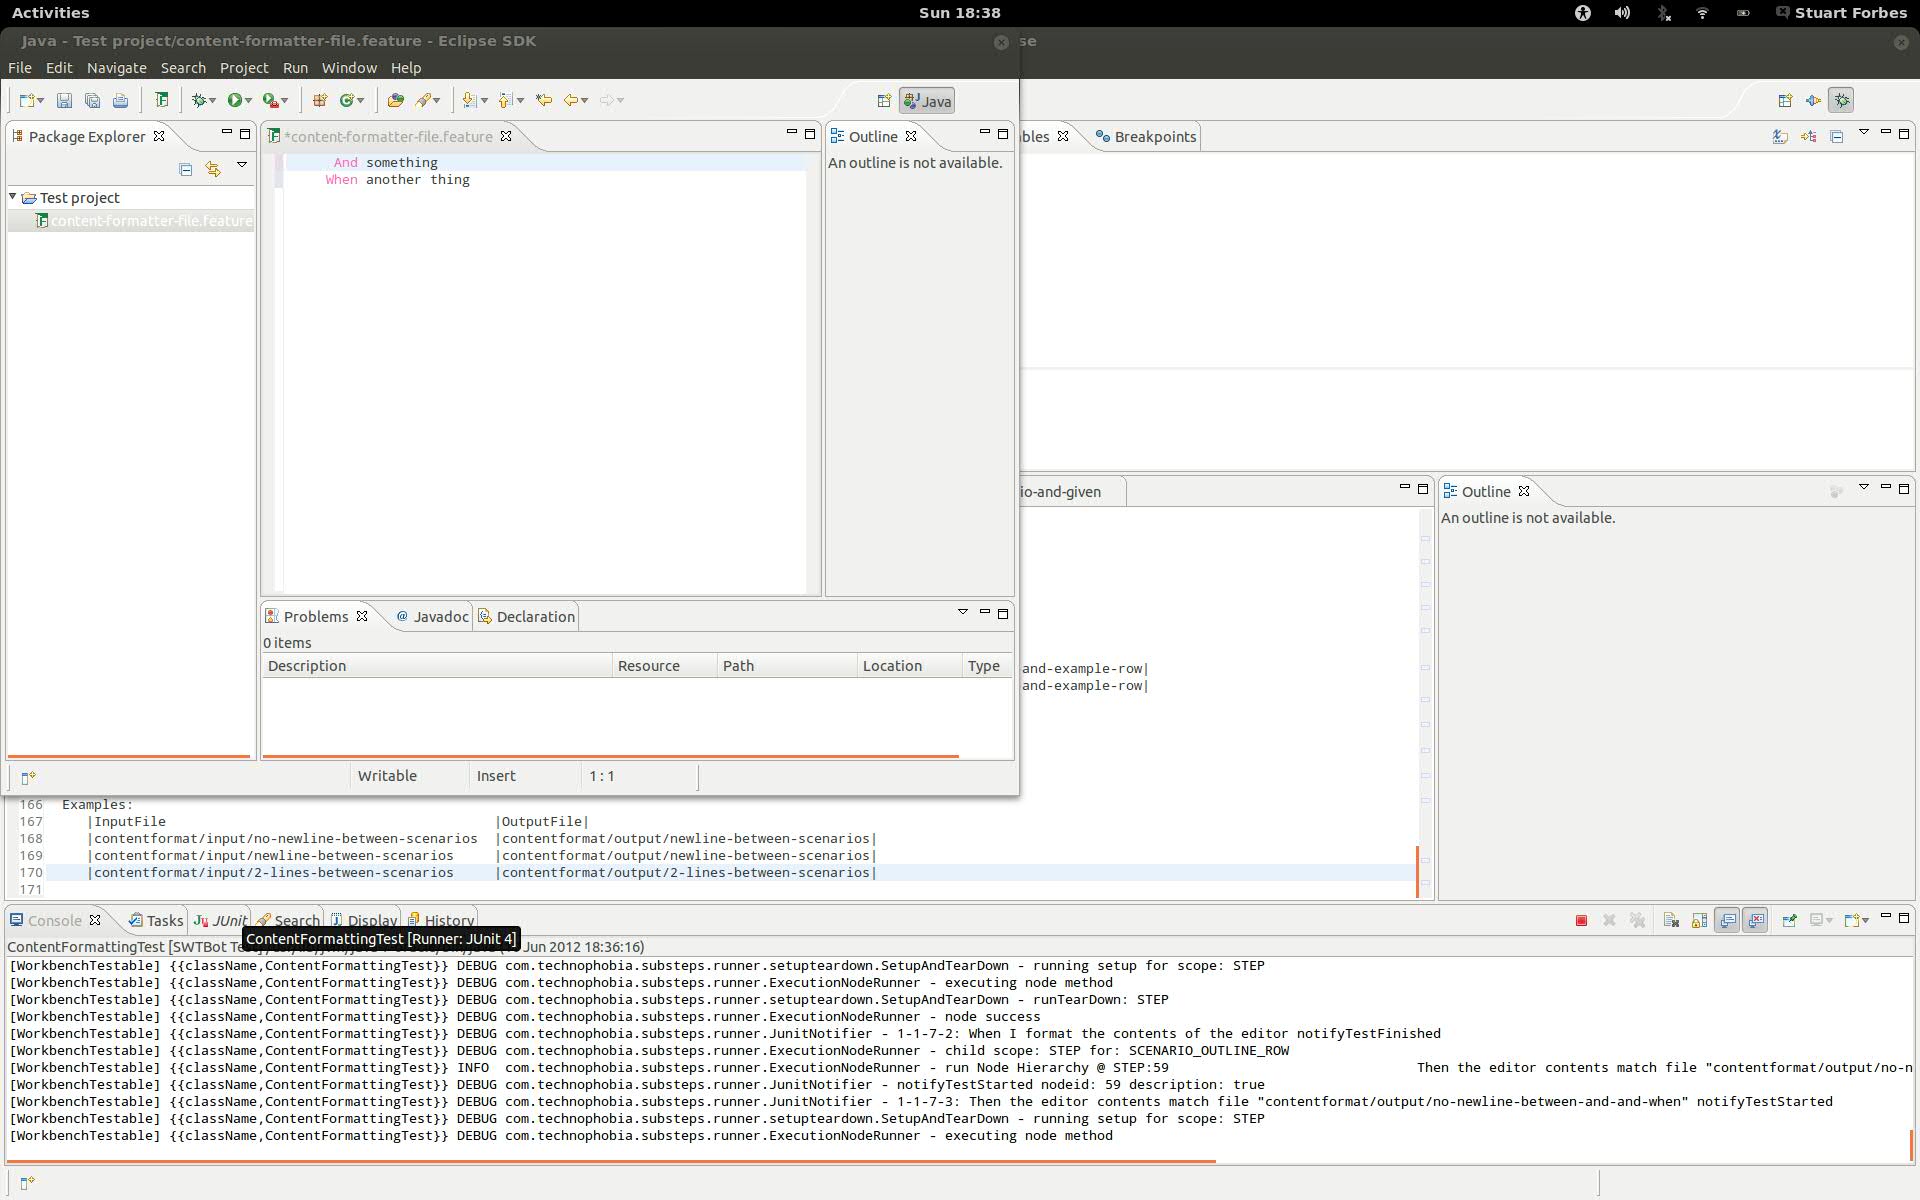 Activities
Sun 18:38
Stuart Forbes
Java - Test project/content-formatter-file.feature - Eclipse SDK
se
File Edit Navigate Search Project Run Window Help
Java
Package Explorer
*content-formatter-file.feature
Outline
bles
Breakpoints
An outline is not available.
And something
When another thing
Test project
content-formatter-file.feature
io-and-given
Outline
An outline is not available.
Problems
@ Javadoc
Declaration
0 items
Description Resource Path Location Type
and-example-row|
and-example-row|
Writable Insert 1 : 1
166 Examples:
167 |InputFile |OutputFile|
168 |contentformat/input/no-newline-between-scenarios |contentformat/output/newline-between-scenarios|
169 |contentformat/input/newline-between-scenarios |contentformat/output/newline-between-scenarios|
170 |contentformat/input/2-lines-between-scenarios |contentformat/output/2-lines-between-scenarios|
171
Console Tasks JUnit Search Display History
ContentFormattingTest [Runner: JUnit 4]
ContentFormattingTest [SWTBot Te Jun 2012 18:36:16)
[WorkbenchTestable] {{className,ContentFormattingTest}} DEBUG com.technophobia.substeps.runner.setupteardown.SetupAndTearDown - running setup for scope: STEP
[WorkbenchTestable] {{className,ContentFormattingTest}} DEBUG com.technophobia.substeps.runner.ExecutionNodeRunner - executing node method
[WorkbenchTestable] {{className,ContentFormattingTest}} DEBUG com.technophobia.substeps.runner.setupteardown.SetupAndTearDown - runTearDown: STEP
[WorkbenchTestable] {{className,ContentFormattingTest}} DEBUG com.technophobia.substeps.runner.ExecutionNodeRunner - node success
[WorkbenchTestable] {{className,ContentFormattingTest}} DEBUG com.technophobia.substeps.runner.JunitNotifier - 1-1-7-2: When I format the contents of the editor notifyTestFinished
[WorkbenchTestable] {{className,ContentFormattingTest}} DEBUG com.technophobia.substeps.runner.ExecutionNodeRunner - child scope: STEP for: SCENARIO_OUTLINE_ROW
[WorkbenchTestable] {{className,ContentFormattingTest}} INFO com.technophobia.substeps.runner.ExecutionNodeRunner - run Node Hierarchy @ STEP:59 Then the editor contents match file "contentformat/output/no-n
[WorkbenchTestable] {{className,ContentFormattingTest}} DEBUG com.technophobia.substeps.runner.JunitNotifier - notifyTestStarted nodeid: 59 description: true
[WorkbenchTestable] {{className,ContentFormattingTest}} DEBUG com.technophobia.substeps.runner.JunitNotifier - 1-1-7-3: Then the editor contents match file "contentformat/output/no-newline-between-and-and-when" notifyTestStarted
[WorkbenchTestable] {{className,ContentFormattingTest}} DEBUG com.technophobia.substeps.runner.setupteardown.SetupAndTearDown - running setup for scope: STEP
[WorkbenchTestable] {{className,ContentFormattingTest}} DEBUG com.technophobia.substeps.runner.ExecutionNodeRunner - executing node method